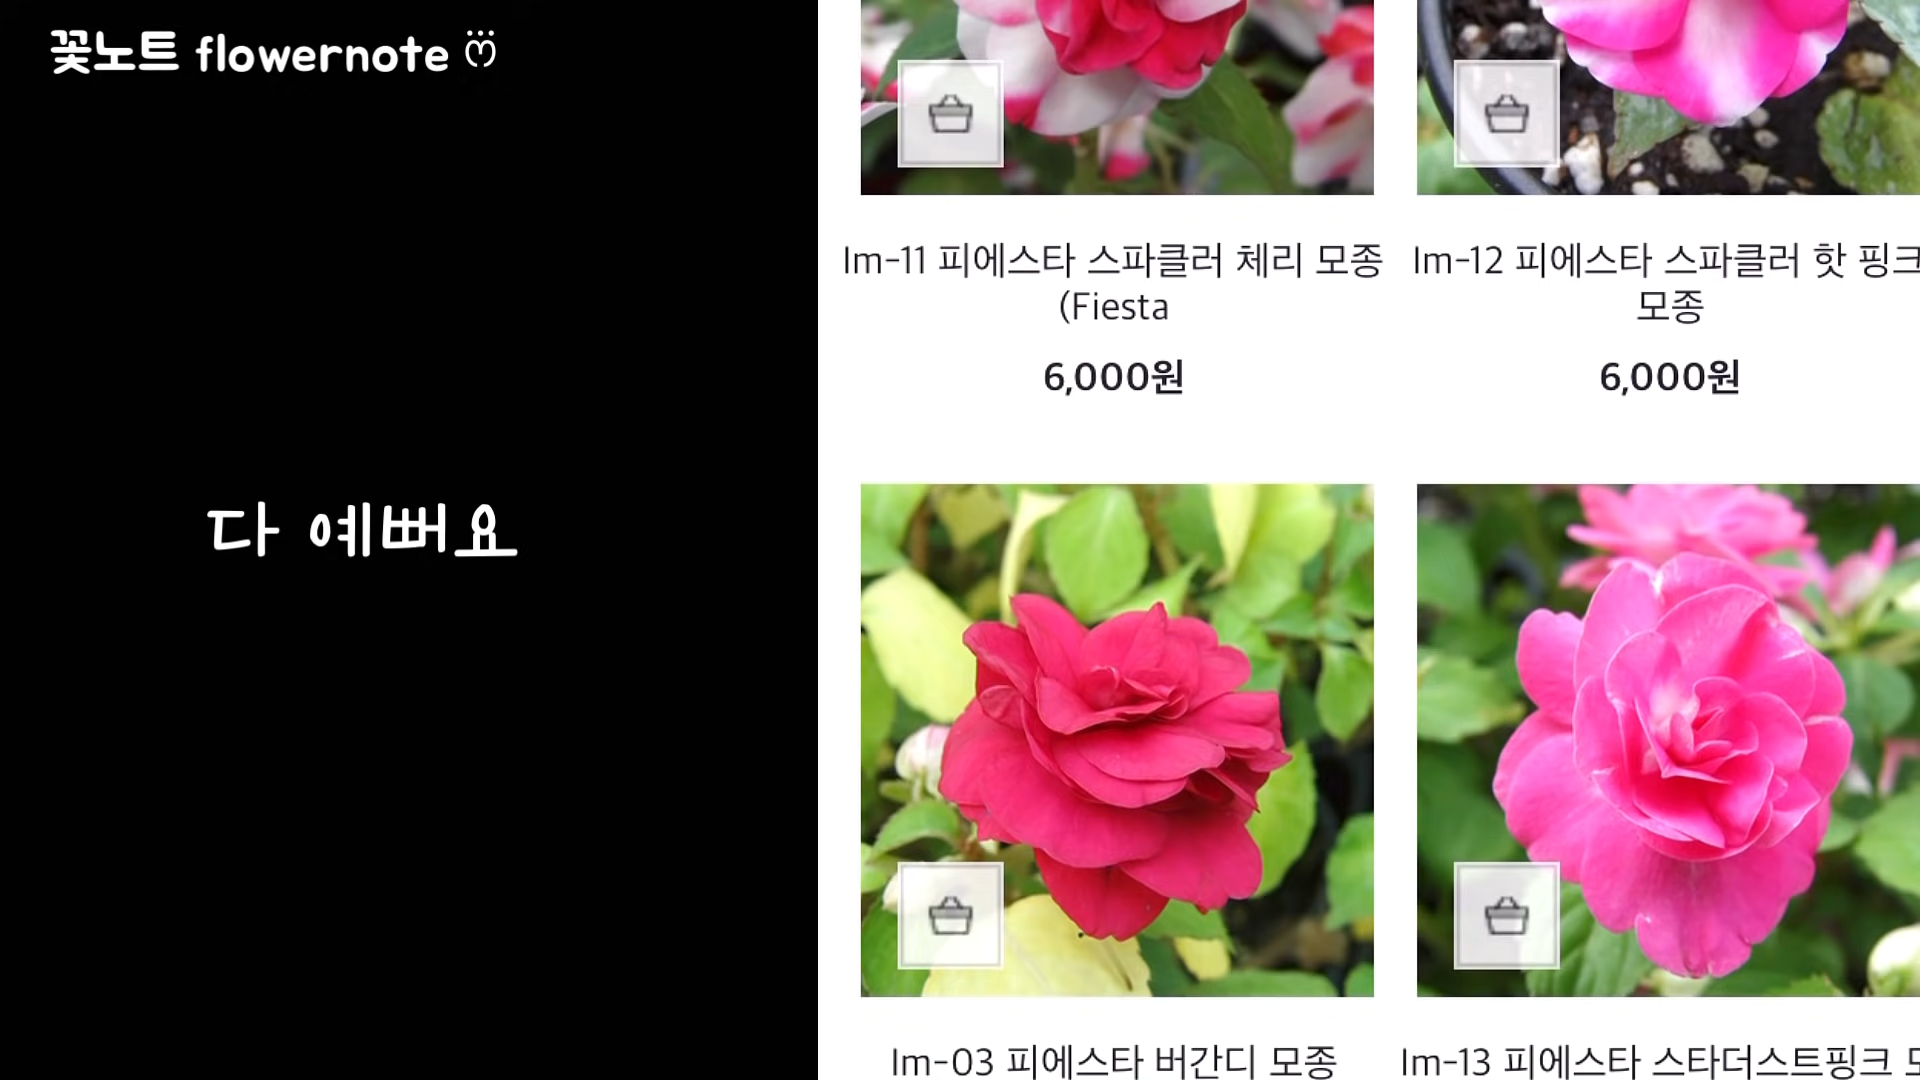 꽃노트 flowernote ღ
다 예뻐요
Im-11 피에스타 스파클러 체리 모종
(Fiesta
6,000원
Im-12 피에스타 스파클러 핫 핑크
모종
6,000원
Im-03 피에스타 버간디 모종
Im-13 피에스타 스타더스트핑크